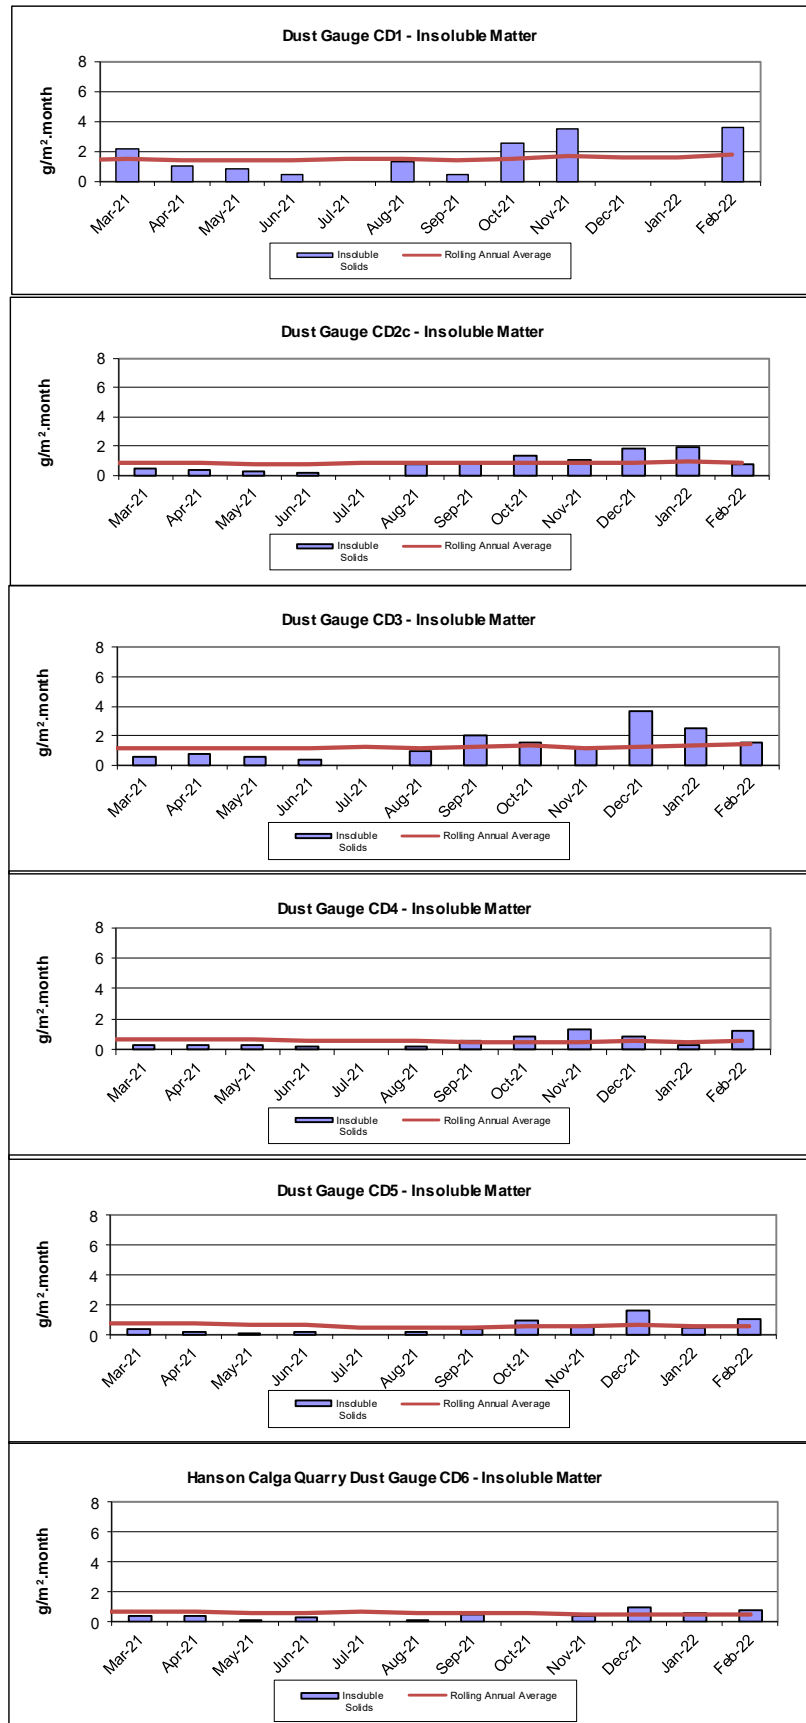 Dust Gauge CD1 - Insoluble Matter
g/m².month
8
6
4
2
0
Mar-21 Apr-21 May-21 Jun-21 Jul-21 Aug-21 Sep-21 Oct-21 Nov-21 Dec-21 Jan-22 Feb-22
Insoluble Rolling Annual Average
Solids
Dust Gauge CD2c - Insoluble Matter
g/m².month
8
6
4
2
0
Mar-21 Apr-21 May-21 Jun-21 Jul-21 Aug-21 Sep-21 Oct-21 Nov-21 Dec-21 Jan-22 Feb-22
Insoluble Rolling Annual Average
Solids
Dust Gauge CD3 - Insoluble Matter
g/m².month
8
6
4
2
0
Mar-21 Apr-21 May-21 Jun-21 Jul-21 Aug-21 Sep-21 Oct-21 Nov-21 Dec-21 Jan-22 Feb-22
Insoluble Rolling Annual Average
Solids
Dust Gauge CD4 - Insoluble Matter
g/m².month
8
6
4
2
0
Mar-21 Apr-21 May-21 Jun-21 Jul-21 Aug-21 Sep-21 Oct-21 Nov-21 Dec-21 Jan-22 Feb-22
Insoluble Rolling Annual Average
Solids
Dust Gauge CD5 - Insoluble Matter
g/m².month
8
6
4
2
0
Mar-21 Apr-21 May-21 Jun-21 Jul-21 Aug-21 Sep-21 Oct-21 Nov-21 Dec-21 Jan-22 Feb-22
Insoluble Rolling Annual Average
Solids
Hanson Calga Quarry Dust Gauge CD6 - Insoluble Matter
g/m².month
8
6
4
2
0
Mar-21 Apr-21 May-21 Jun-21 Jul-21 Aug-21 Sep-21 Oct-21 Nov-21 Dec-21 Jan-22 Feb-22
Insoluble Rolling Annual Average
Solids